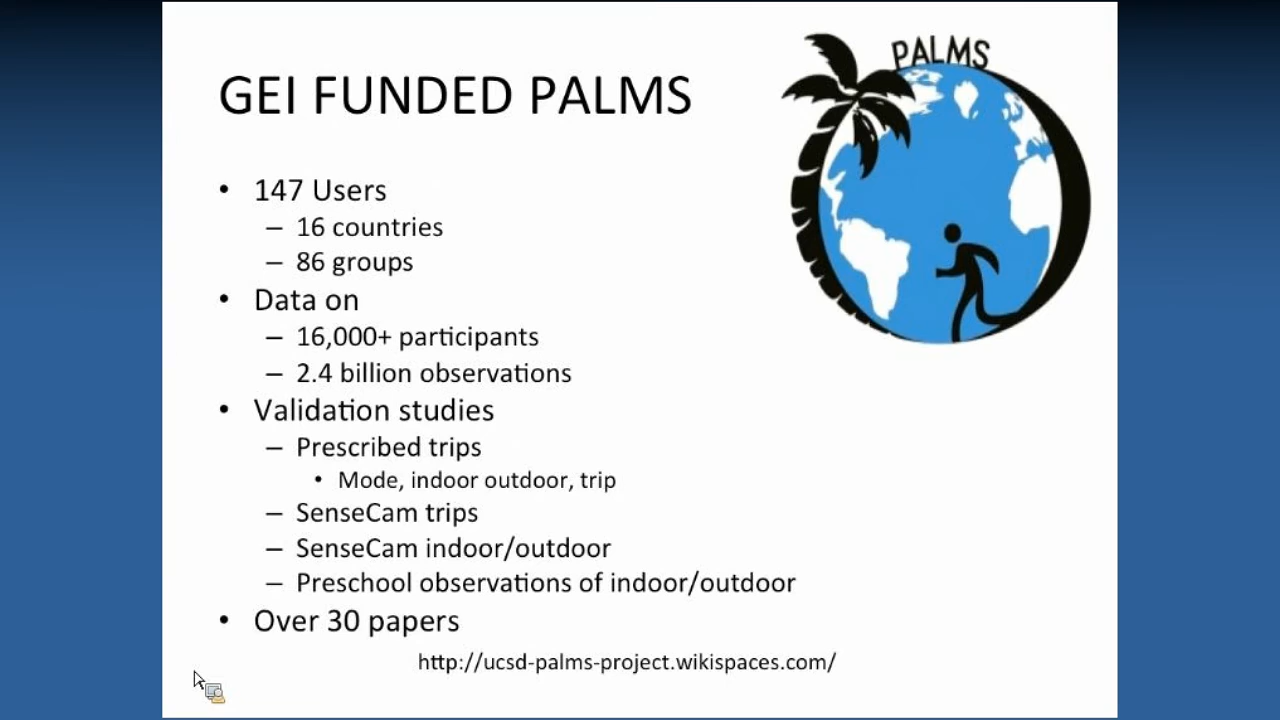 PALMS
GEI FUNDED PALMS
• 147 Users
– 16 countries
– 86 groups
• Data on
– 16,000+ participants
– 2.4 billion observations
• Validation studies
– Prescribed trips
• Mode, indoor outdoor, trip
– SenseCam trips
– SenseCam indoor/outdoor
– Preschool observations of indoor/outdoor
• Over 30 papers
http://ucsd-palms-project.wikispaces.com/